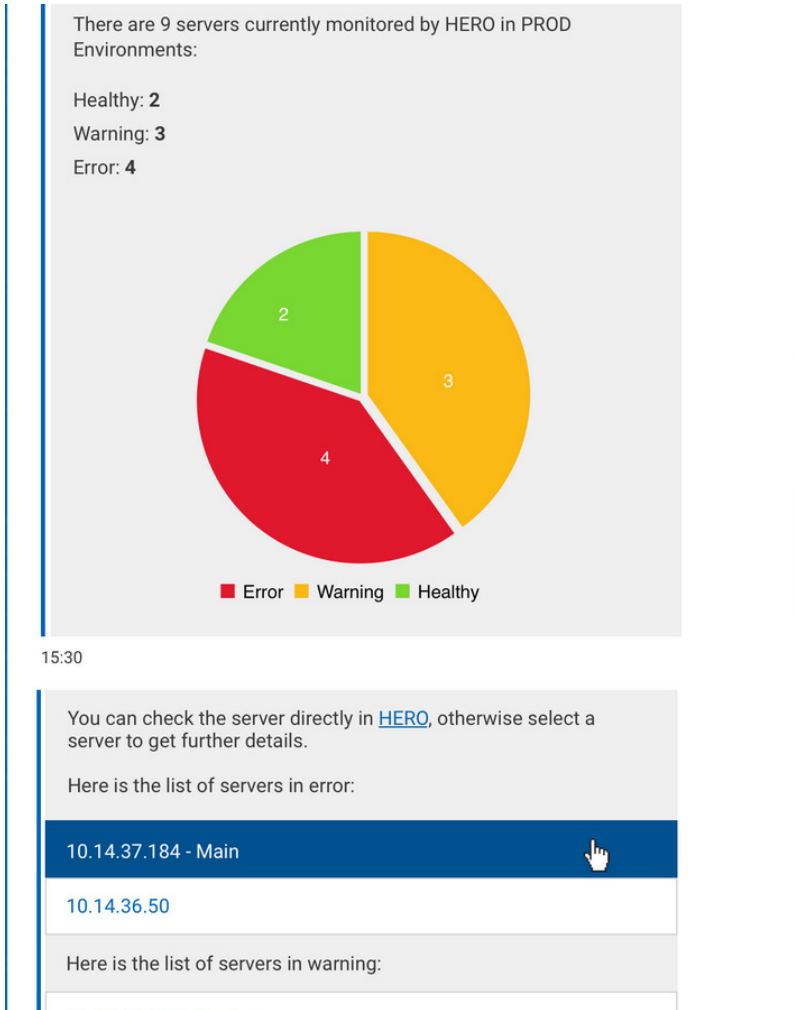 There are 9 servers currently monitored by HERO in PROD
Environments:
Healthy: 2
Warning: 3
Error: 4
2
3
4
Error Warning Healthy
15:30
You can check the server directly in HERO, otherwise select a
server to get further details.
Here is the list of servers in error:
10.14.37.184 - Main
10.14.36.50
Here is the list of servers in warning: